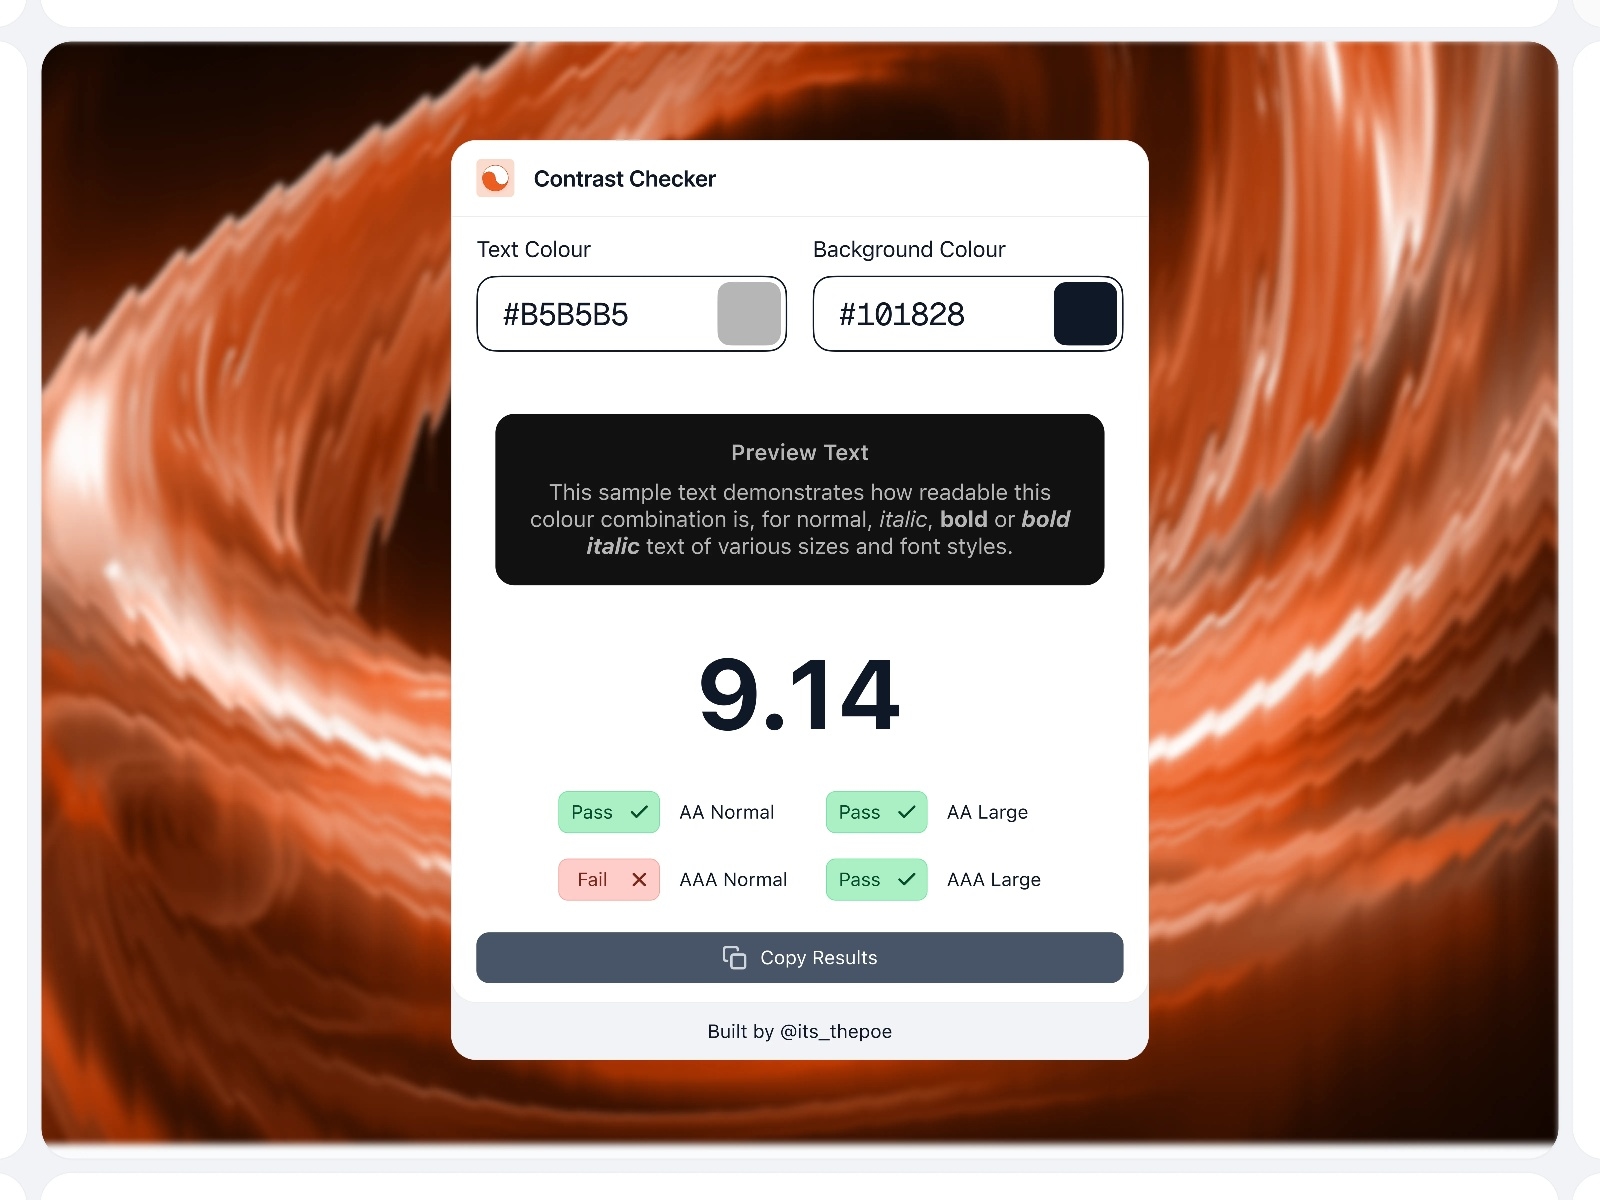 Contrast Checker
Text Colour
Background Colour
#B5B5B5
#101828
Preview Text
This sample text demonstrates how readable this
colour combination is, for normal, italic, bold or bold
italic text of various sizes and font styles.
9.14
Pass AA Normal
Pass AA Large
Fail AAA Normal
Pass AAA Large
Copy Results
Built by @its_thepoe